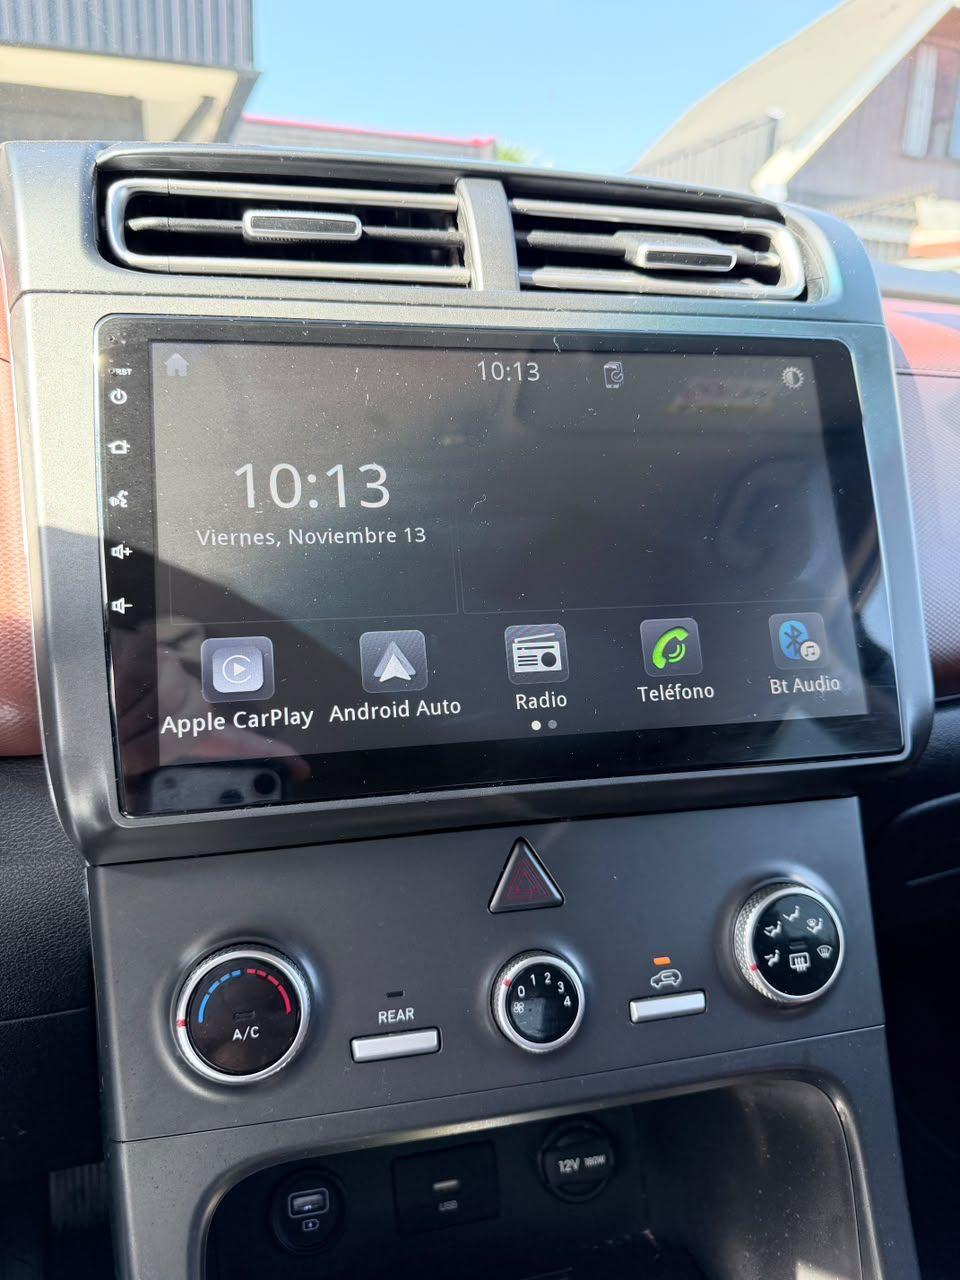 10:13
RST
10:13
Viernes, Noviembre 13
Apple CarPlay
Android Auto
Radio
Teléfono
Bt Audio
A/C
REAR
0 1 2 3 4
USB
12V 180W